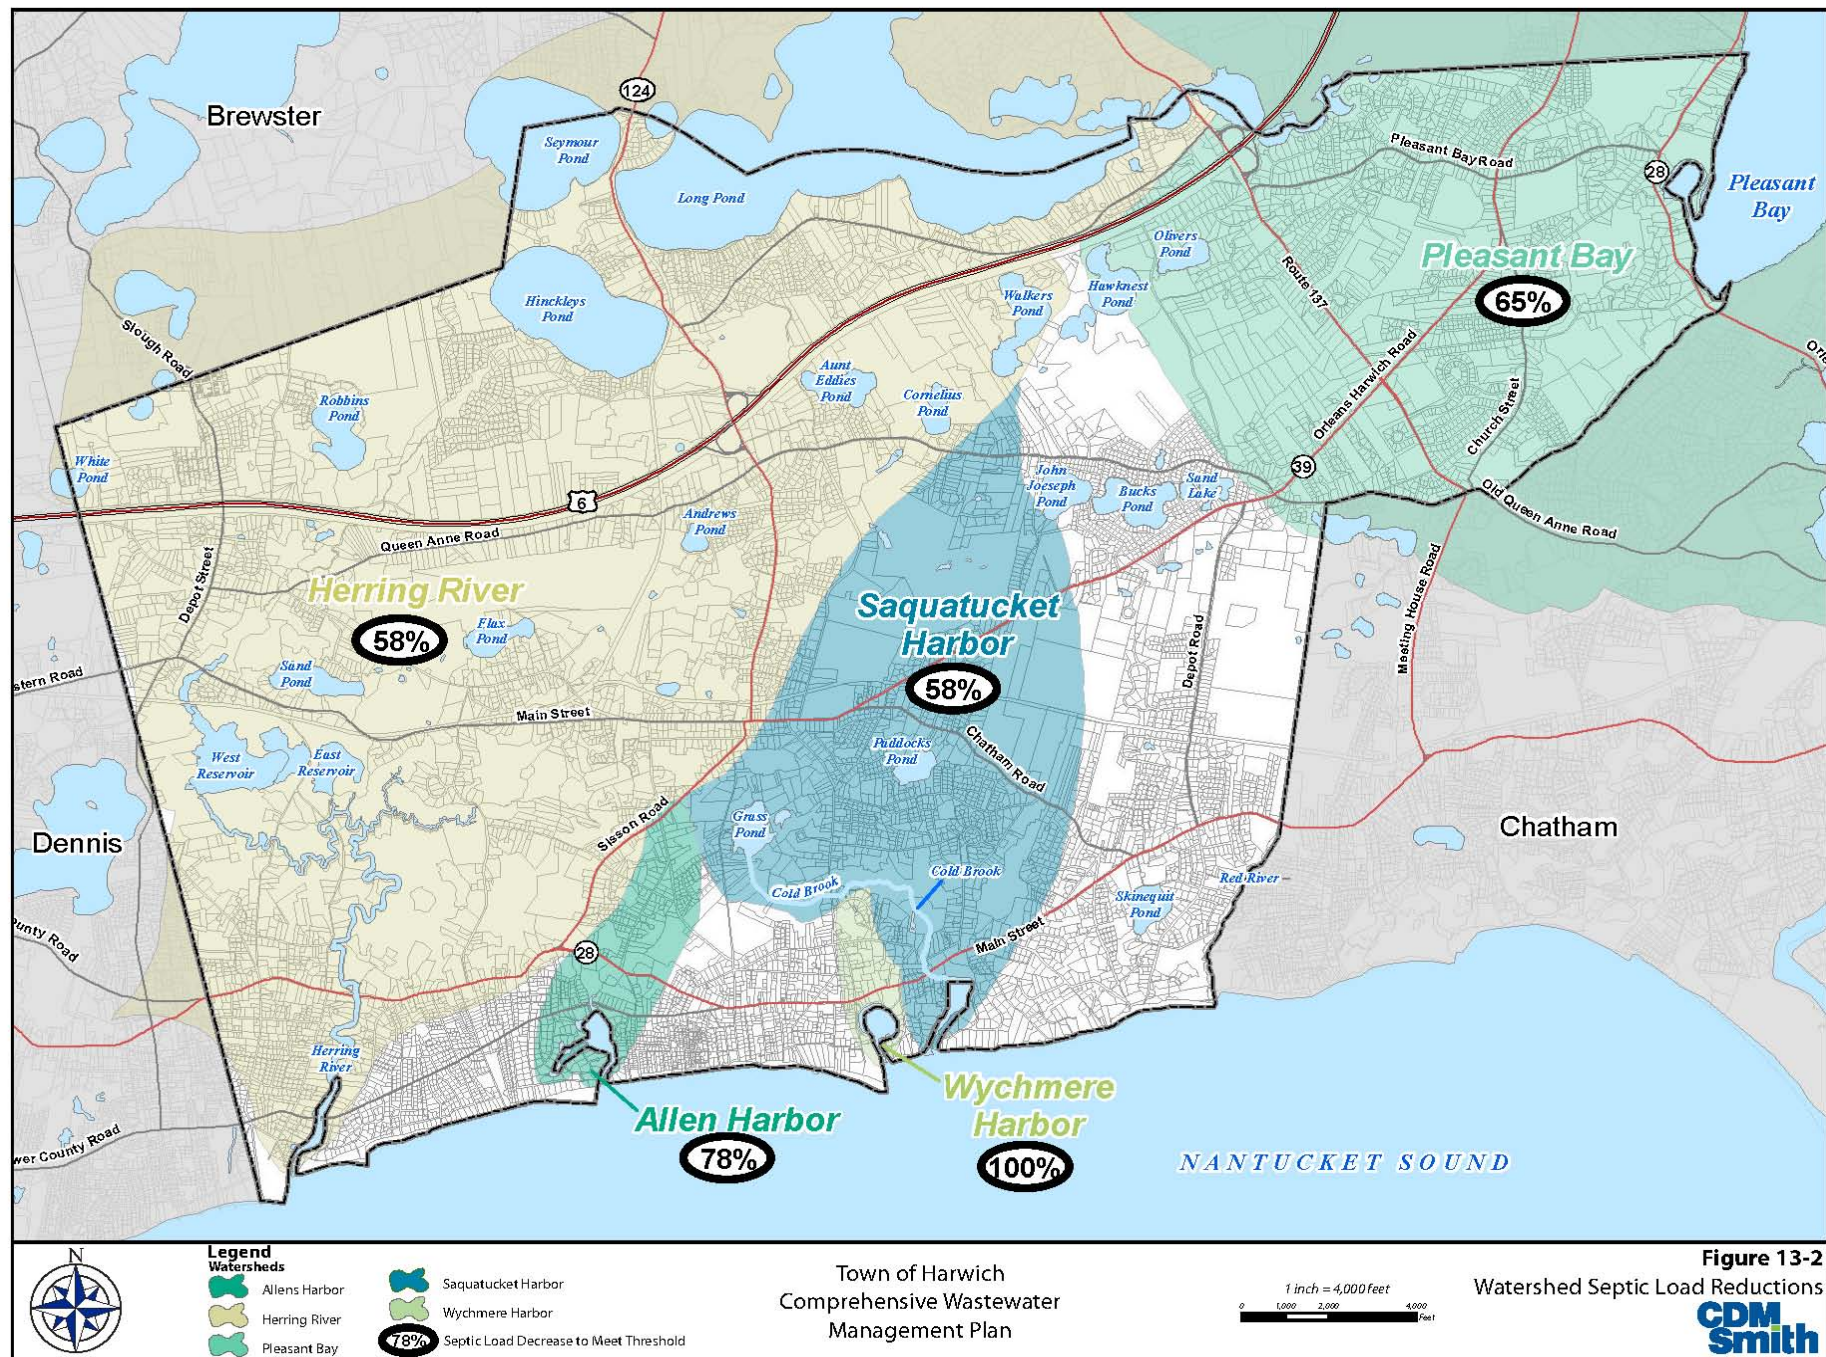 Brewster
124
Seymour
Pond
Long Pond
Pleasant Bay Road
28
Pleasant
Bay
Olivers
Pond
Pleasant Bay
65%
Hawknest
Pond
Walkers
Pond
Route 137
Hinckleys
Pond
Slough Road
Aunt
Eddies
Pond
Cornelius
Pond
Orleans Harwich Road
Church Street
Robbins
Pond
White
Pond
39
John
Joeseph
Pond
Bucks
Pond
Sand
Lake
Old Queen Anne Road
6
Andrews
Pond
Queen Anne Road
Depot Street
Herring River
58%
Flax
Pond
Sand
Pond
Saquatucket
Harbor
58%
Depot Road
Meeting House Road
stern Road
Main Street
West
Reservoir
East
Reservoir
Paddocks
Pond
Chatham Road
Grass
Pond
Sisson Road
Dennis
Chatham
Cold Brook
Cold Brook
Red River
Skinequit
Pond
Main Street
28
ounty Road
Herring
River
wer County Road
Allen Harbor
78%
Wychmere
Harbor
100%
NANTUCKET SOUND
N
Legend
Watersheds
Allens Harbor
Herring River
Pleasant Bay
Saquatucket Harbor
Wychmere Harbor
78% Septic Load Decrease to Meet Threshold
Town of Harwich
Comprehensive Wastewater
Management Plan
1 inch = 4,000 feet
0 1,000 2,000 4,000
Feet
Figure 13-2
Watershed Septic Load Reductions
CDM
Smith